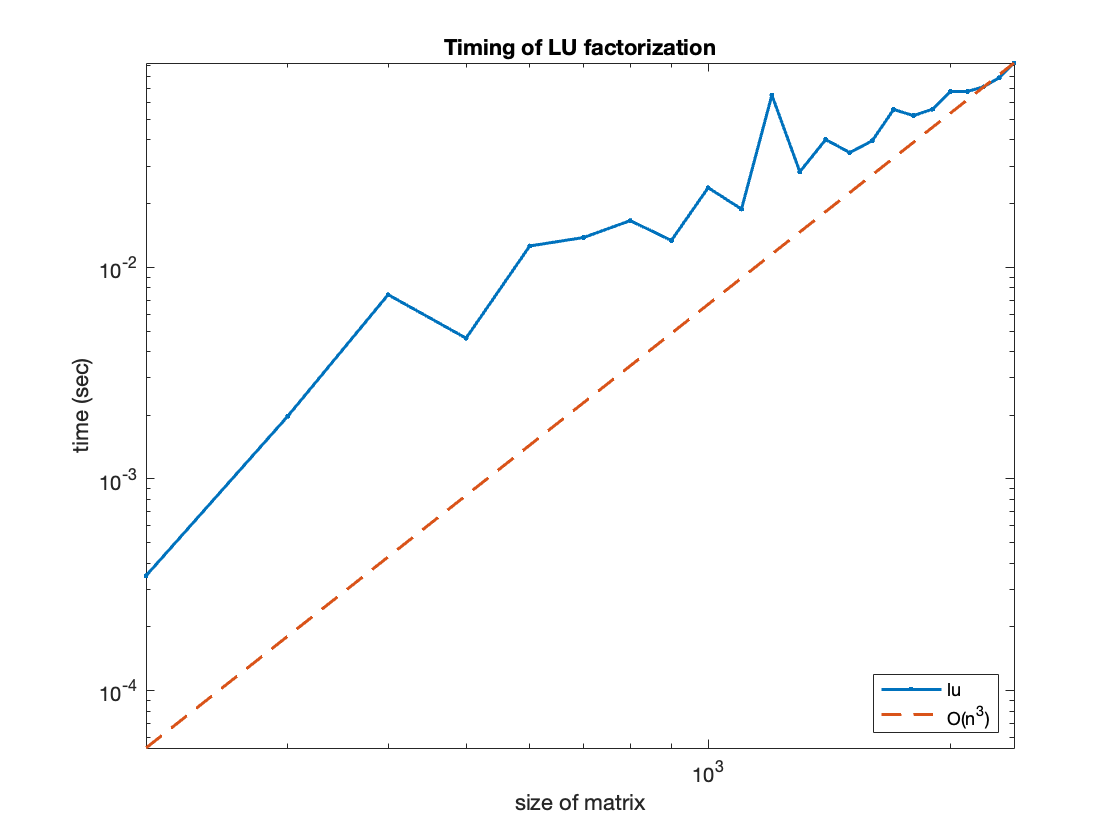 Timing of LU factorization
time (sec)
10^-2
10^-3
10^-4
10^3
size of matrix
lu
O(n^3)